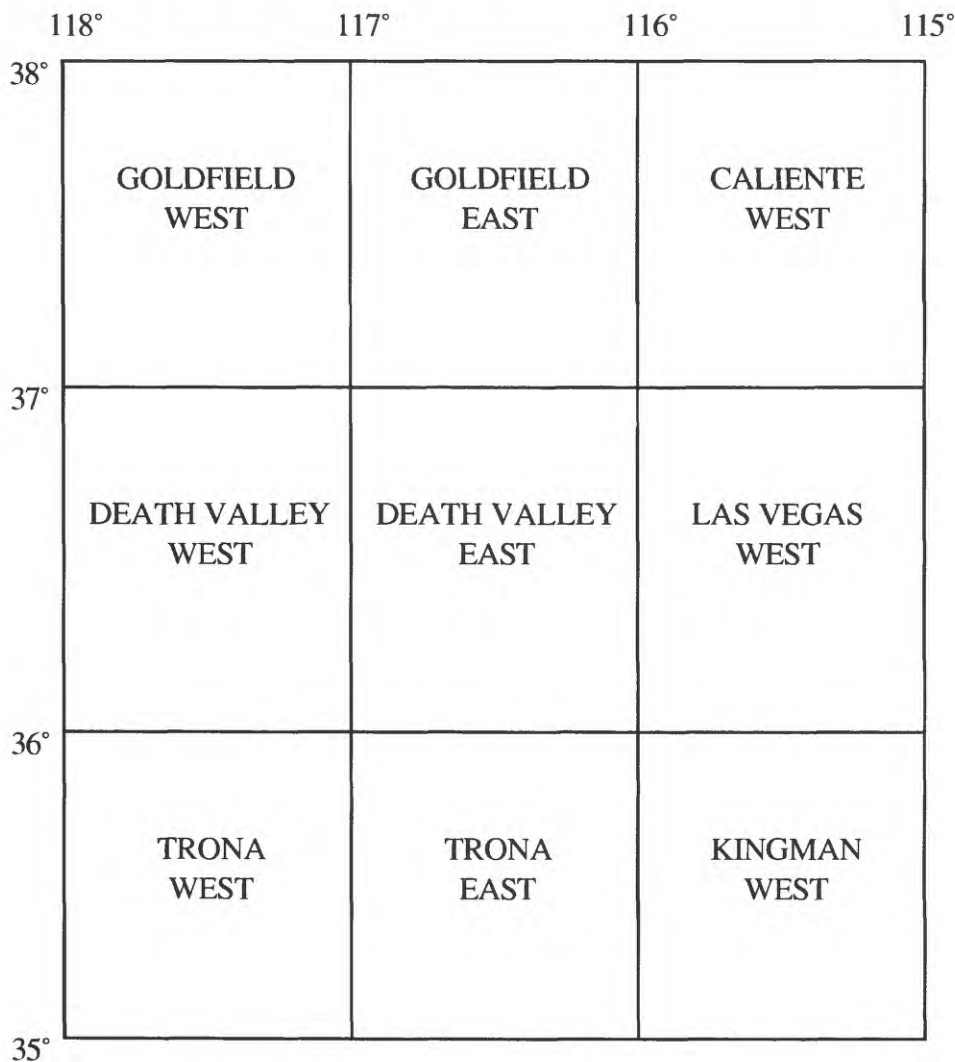 118° 117° 116° 115°
38°
GOLDFIELD
WEST
GOLDFIELD
EAST
CALIENTE
WEST
37°
DEATH VALLEY
WEST
DEATH VALLEY
EAST
LAS VEGAS
WEST
36°
TRONA
WEST
TRONA
EAST
KINGMAN
WEST
35°